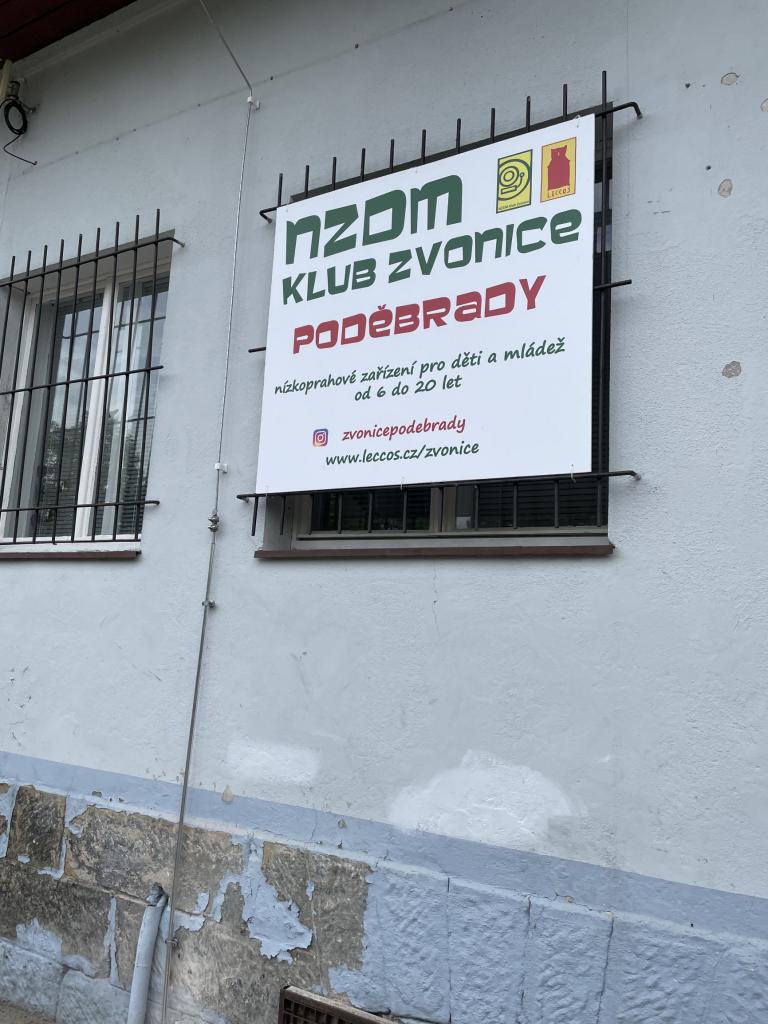 NZDM
KLUB ZVONICE
PODĚBRADY
nízkoprahové zařízení pro děti a mládež
od 6 do 20 let
zvonicepodebrady
www.leccos.cz/zvonice
LECCOS